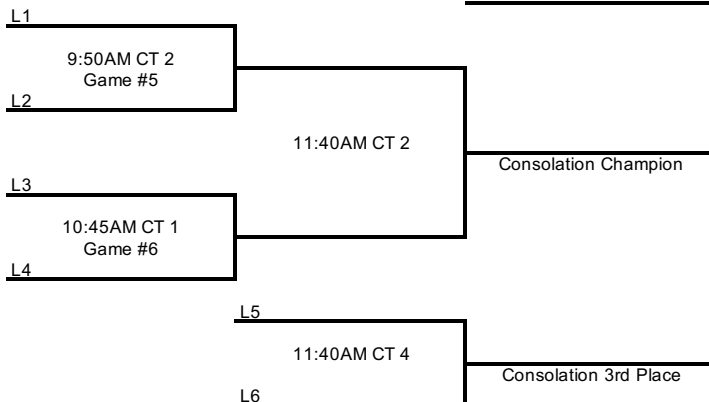 L1
9:50AM CT 2
Game #5
L2
11:40AM CT 2
Consolation Champion
L3
10:45AM CT 1
Game #6
L4
L5
11:40AM CT 4
Consolation 3rd Place
L6